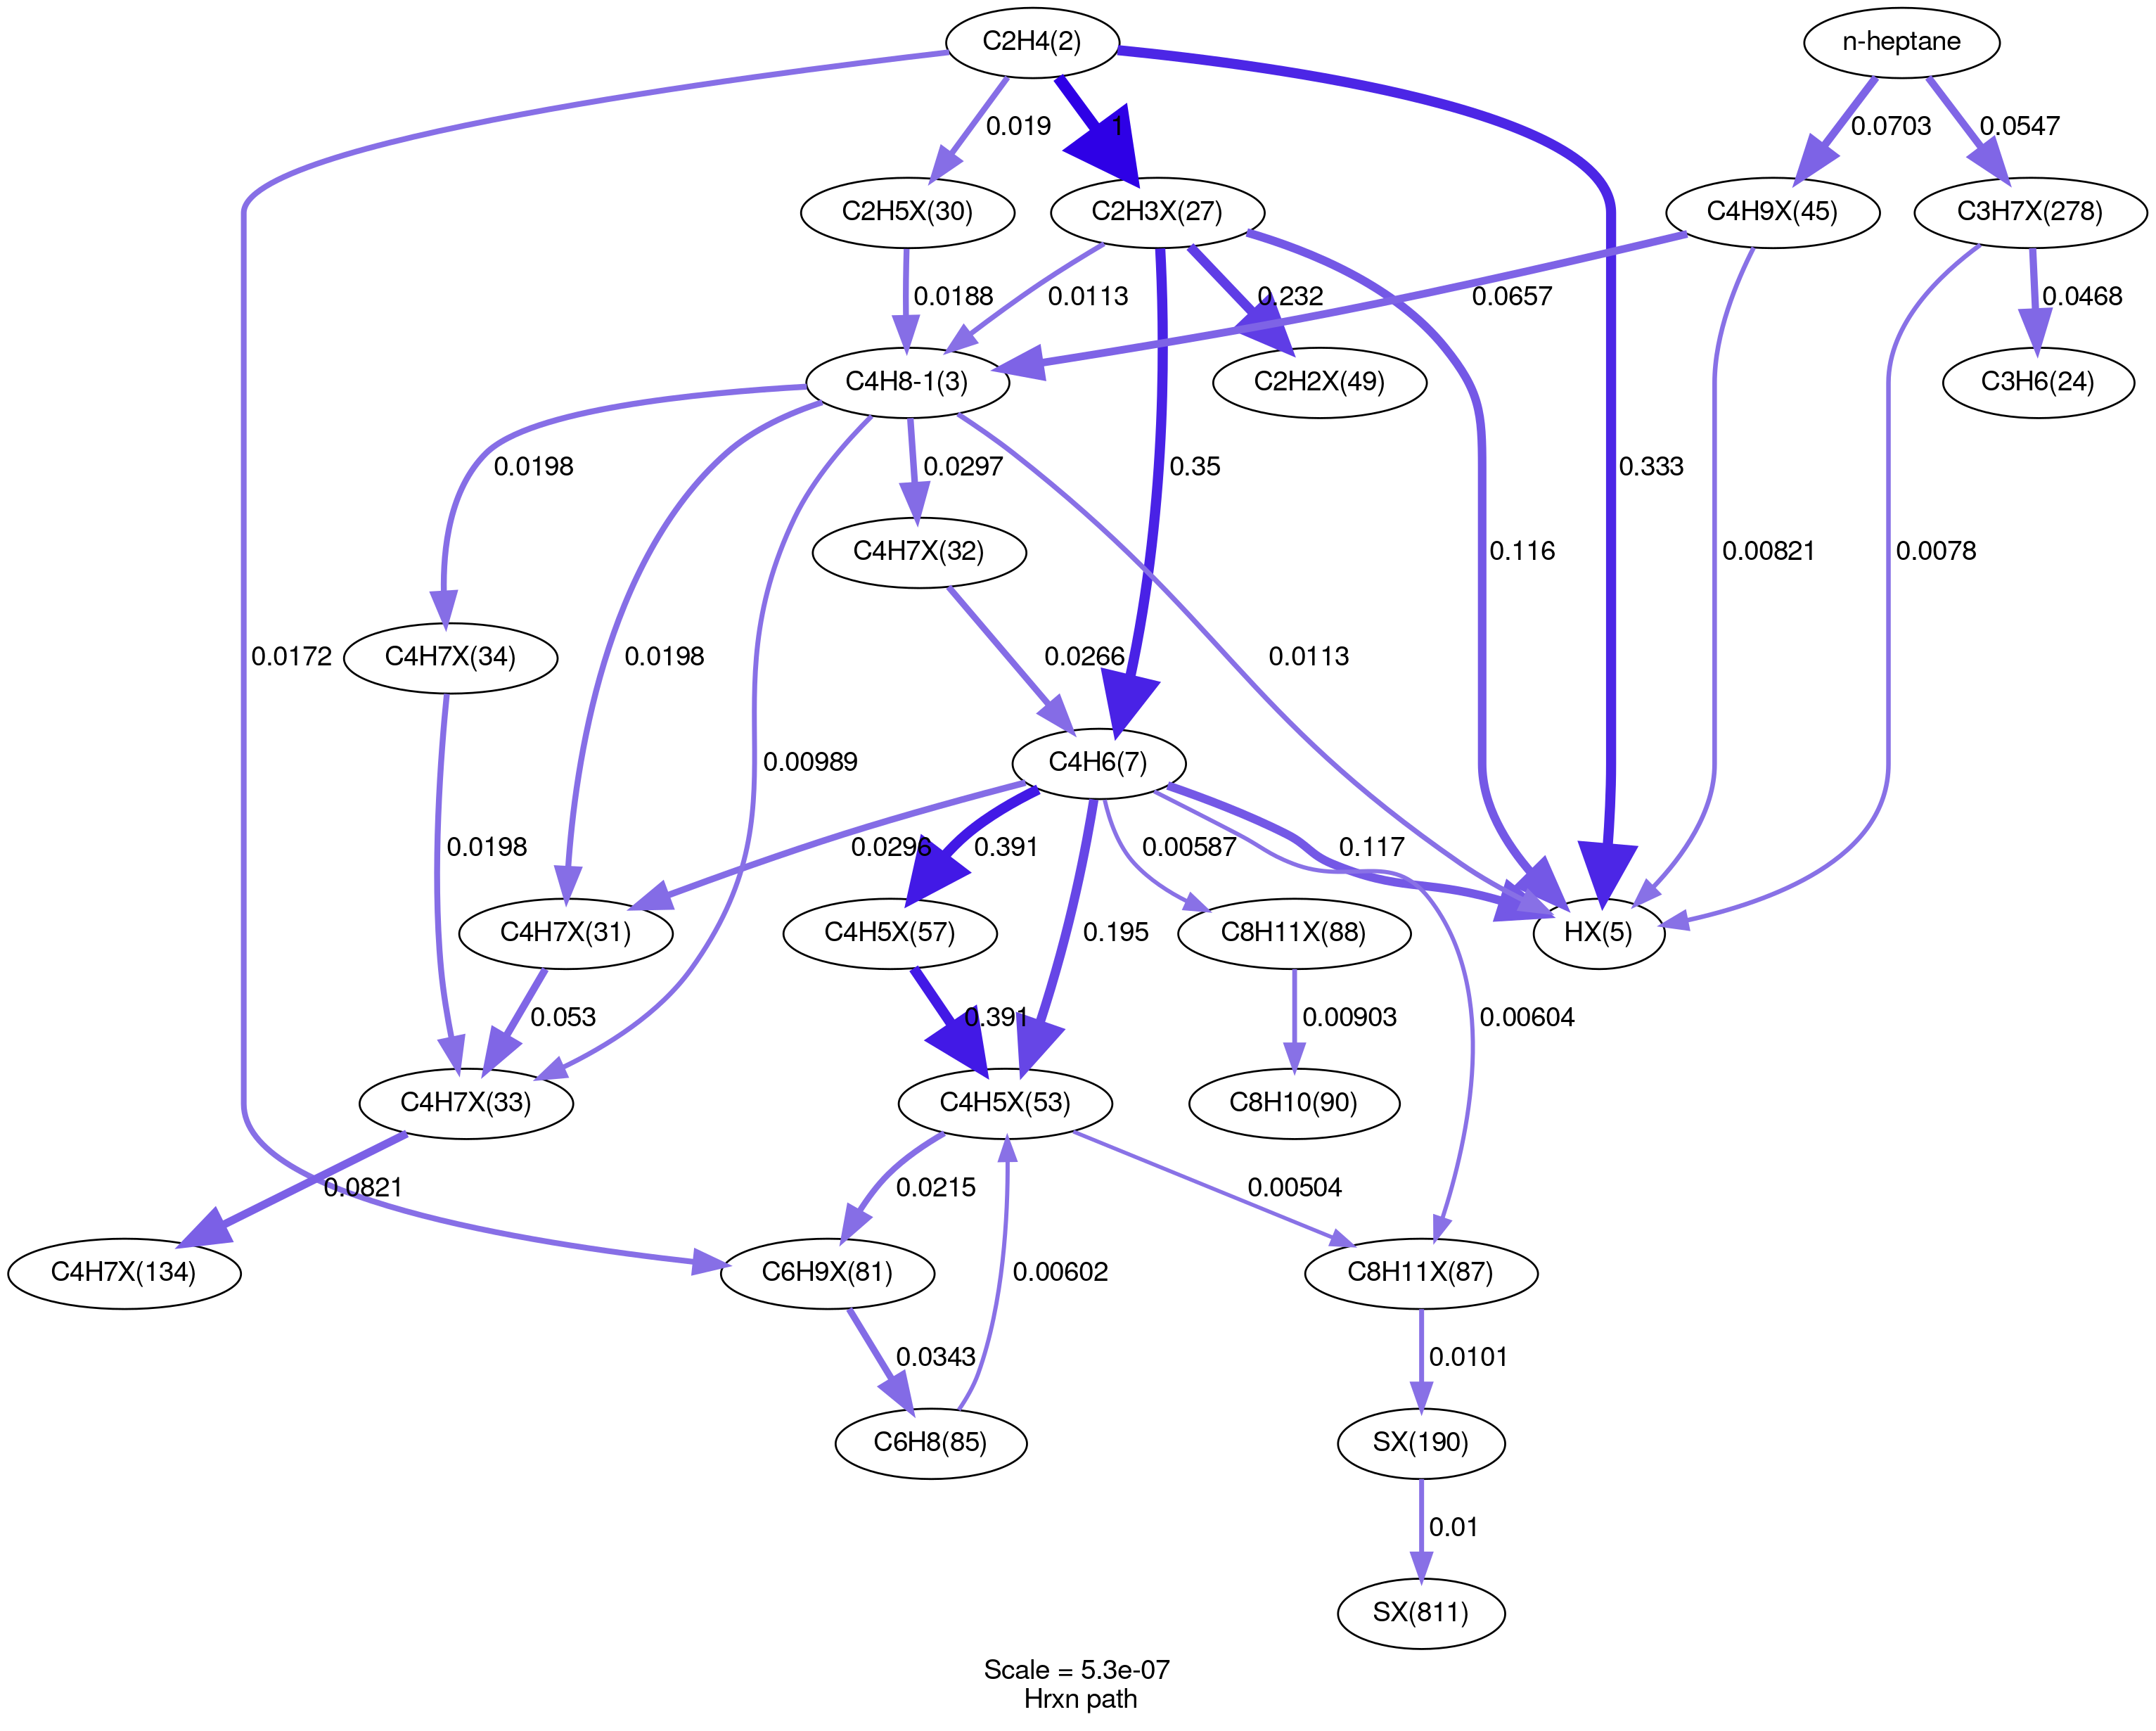 C2H4(2)
n-heptane
0.019
1
0.0703
0.0547
C2H5X(30)
C2H3X(27)
C4H9X(45)
C3H7X(278)
0.0188
0.0113
0.232
0.0657
0.0468
C4H8-1(3)
C2H2X(49)
C3H6(24)
0.0198
0.0297
0.35
0.333
C4H7X(32)
0.116
0.00821
0.0078
C4H7X(34)
0.0172
0.0198
0.0266
0.0113
C4H6(7)
0.00989
0.0198
0.0296
0.391
0.00587
0.117
C4H7X(31)
C4H5X(57)
0.195
C8H11X(88)
HX(5)
0.053
0.391
0.00903
0.00604
C4H7X(33)
C4H5X(53)
C8H10(90)
0.0821
0.0215
0.00504
C4H7X(134)
C6H9X(81)
0.00602
C8H11X(87)
0.0343
0.0101
C6H8(85)
SX(190)
0.01
SX(811)
Scale = 5.3e-07
Hrxn path